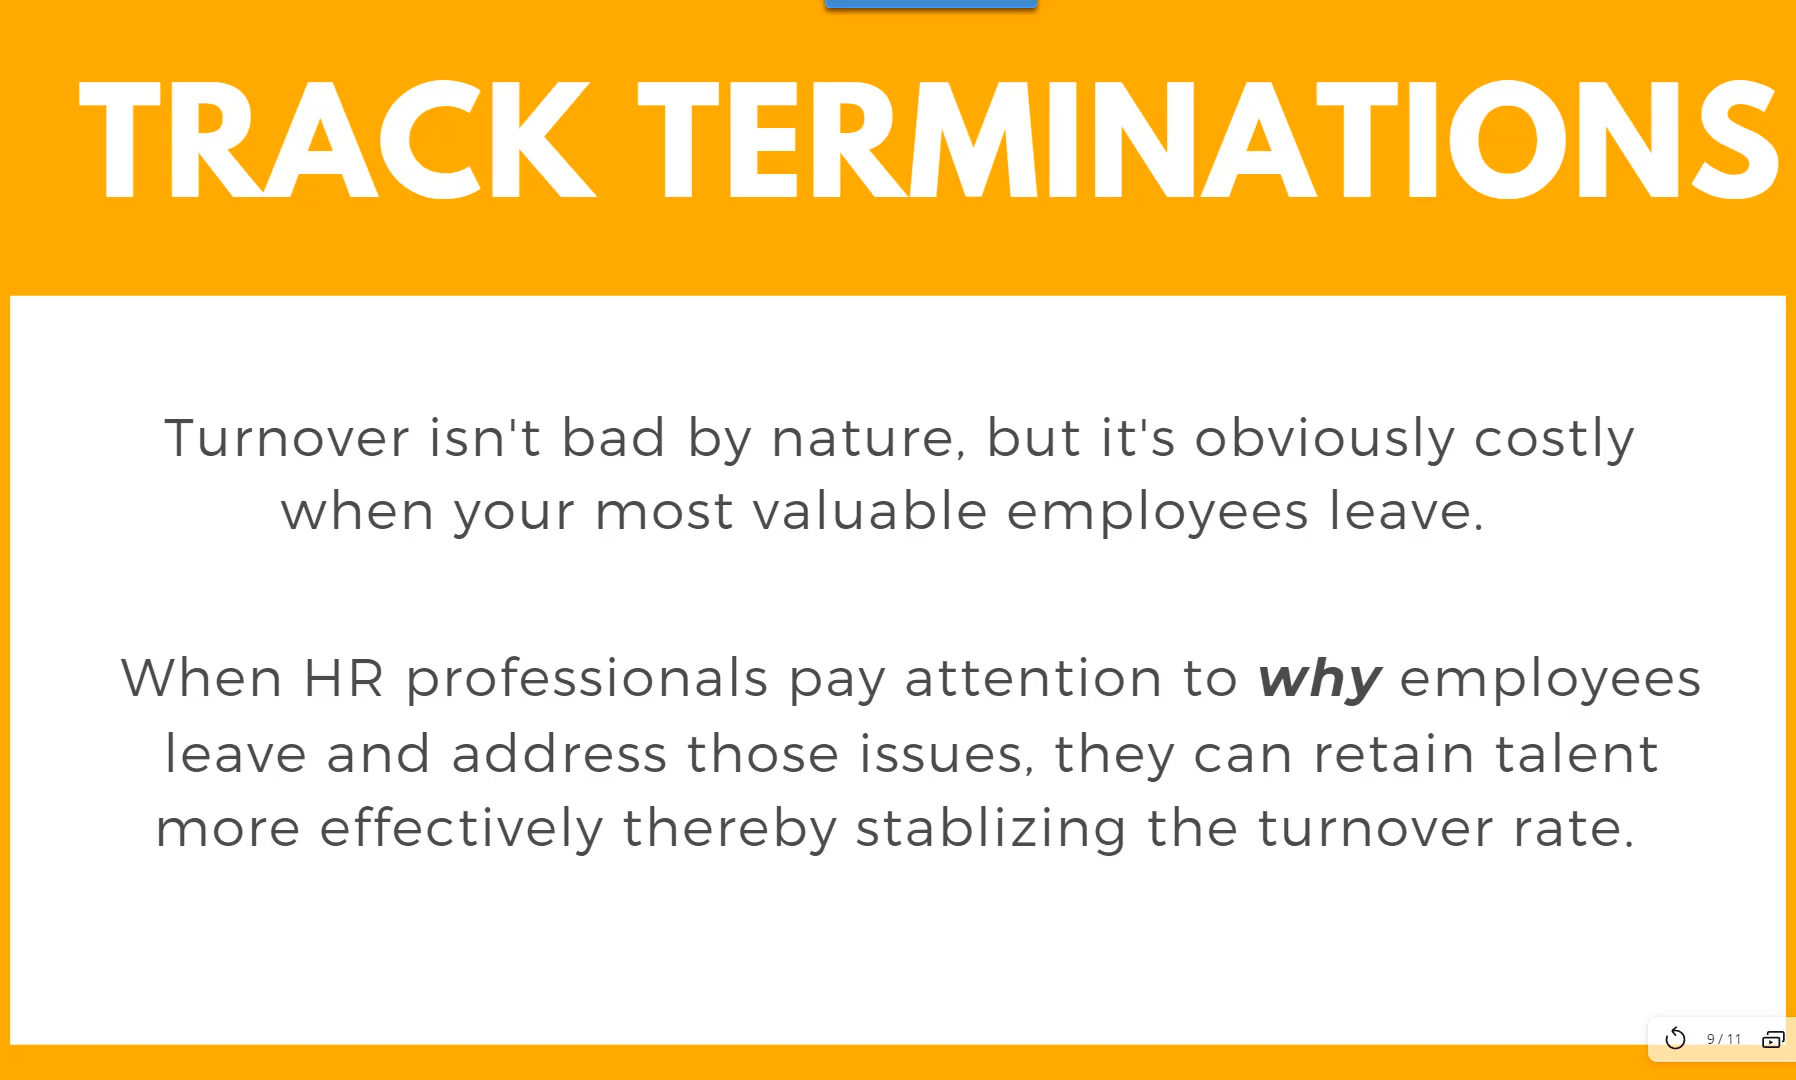 TRACK TERMINATIONS
Turnover isn't bad by nature, but it's obviously costly
when your most valuable employees leave.
When HR professionals pay attention to why employees
leave and address those issues, they can retain talent
more effectively thereby stablizing the turnover rate.
9 / 11